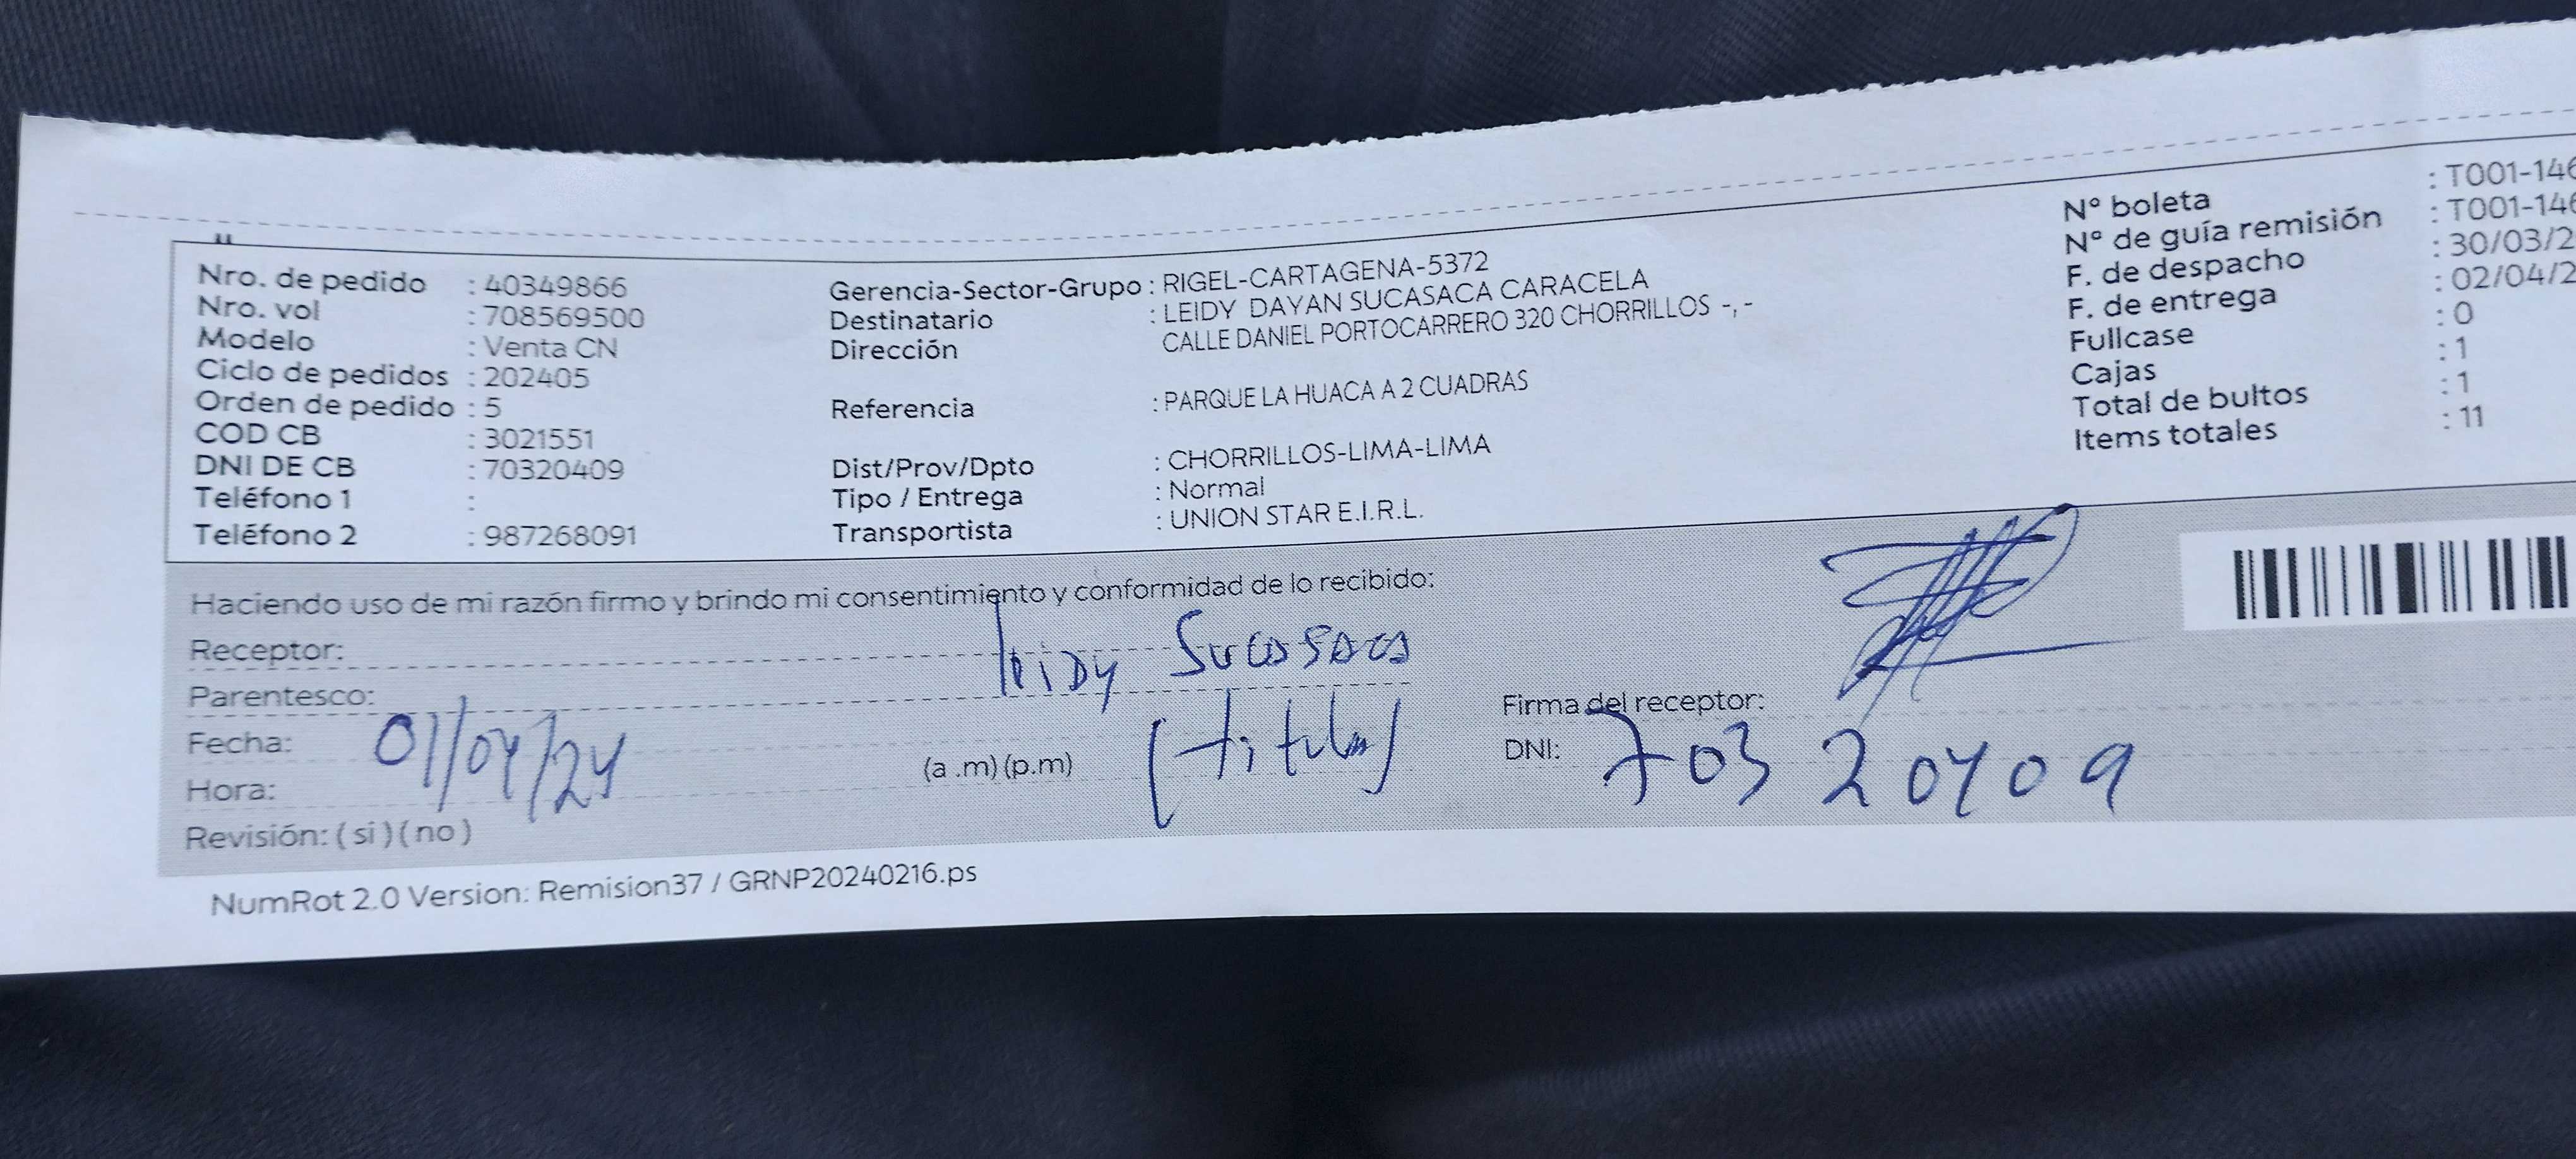 Nro. de pedido : 40349866
Nro. vol : 708569500
Modelo : Venta CN
Ciclo de pedidos : 202405
Orden de pedido : 5
COD CB : 3021551
DNI DE CB : 70320409
Teléfono 1 :
Teléfono 2 : 987268091
Gerencia-Sector-Grupo : RIGEL-CARTAGENA-5372
Destinatario : LEIDY DAYAN SUCASACA CARACELA
Dirección CALLE DANIEL PORTOCARRERO 320 CHORRILLOS -, -
Referencia : PARQUE LA HUACA A 2 CUADRAS
Dist/Prov/Dpto : CHORRILLOS-LIMA-LIMA
Tipo / Entrega : Normal
Transportista : UNION STAR E.I.R.L.
N° boleta : T001-146
N° de guía remisión : T001-146
F. de despacho : 30/03/2
F. de entrega : 02/04/2
Fullcase : 0
Cajas : 1
Total de bultos : 1
Items totales : 11
Haciendo uso de mi razón firmo y brindo mi consentimiento y conformidad de lo recibido:
Receptor: leidy Sucasaca
Parentesco: (titular)
Fecha: 01/04/24
Hora: (a .m) (p.m)
Revisión: ( si ) ( no )
Firma del receptor:
DNI: 70320409
NumRot 2.0 Version: Remision37 / GRNP20240216.ps